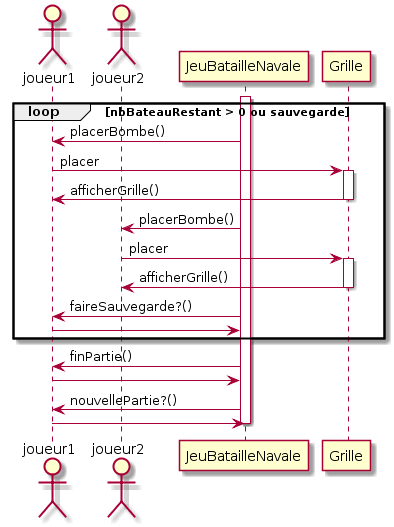 joueur1 joueur2 JeuBatailleNavale Grille
loop [nbBateauRestant > 0 ou sauvegarde]
placerBombe()
placer
afficherGrille()
placerBombe()
placer
afficherGrille()
faireSauvegarde?()
finPartie()
nouvellePartie?()
joueur1 joueur2 JeuBatailleNavale Grille